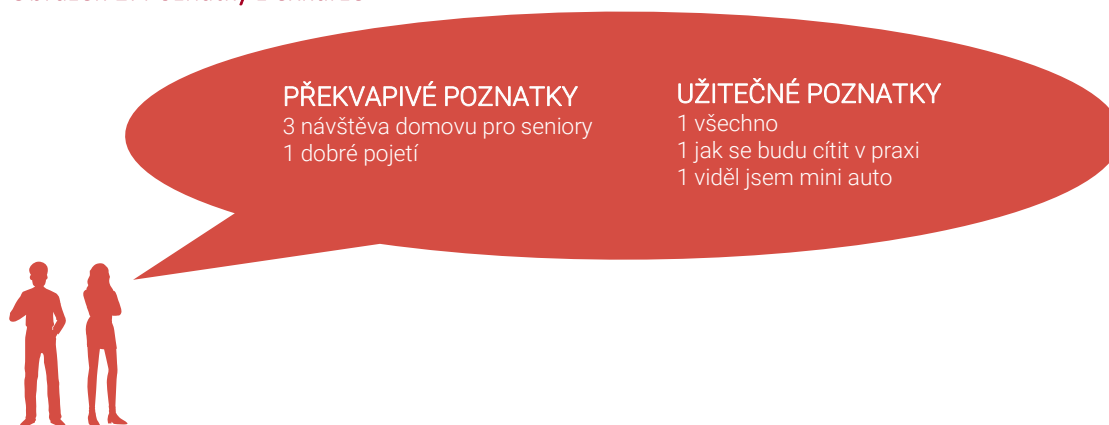 PŘEKVAPIVÉ POZNATKY
3 návštěva domovu pro seniory
1 dobré pojetí
UŽITEČNÉ POZNATKY
1 všechno
1 jak se budu cítit v praxi
1 viděl jsem mini auto